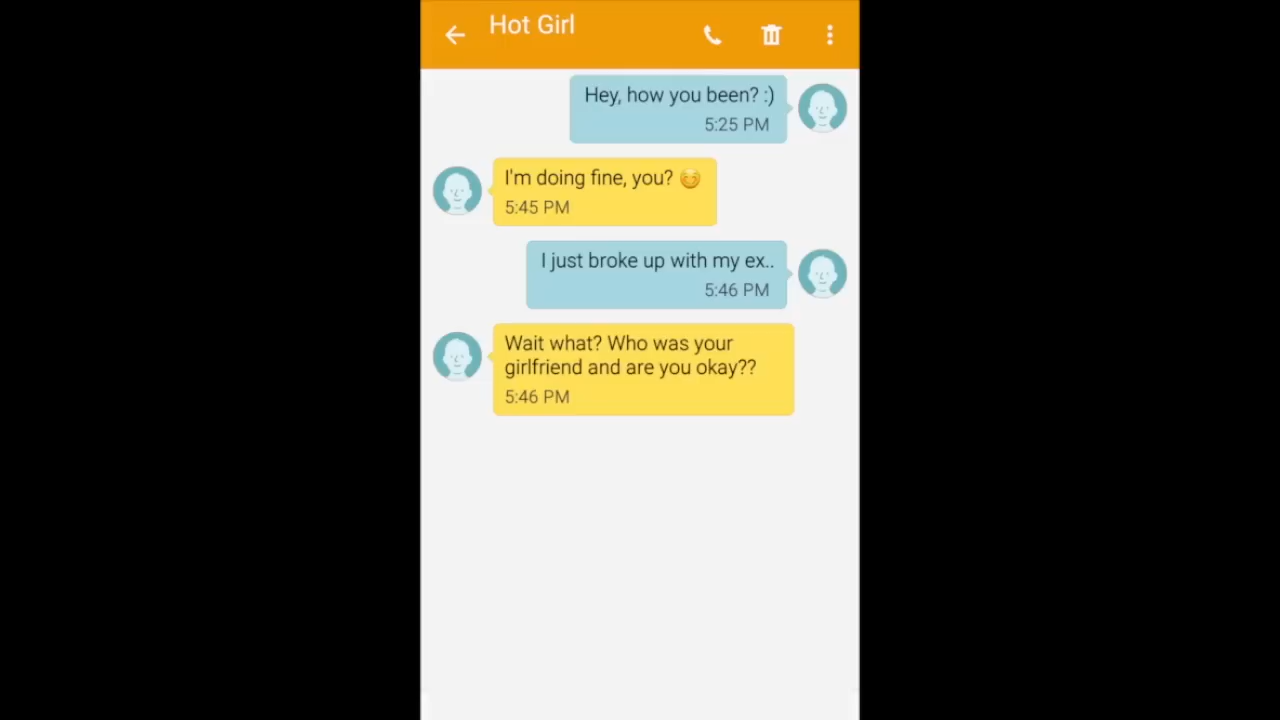 Hot Girl
Hey, how you been? :)
5:25 PM
I'm doing fine, you? 😊
5:45 PM
I just broke up with my ex..
5:46 PM
Wait what? Who was your
girlfriend and are you okay??
5:46 PM